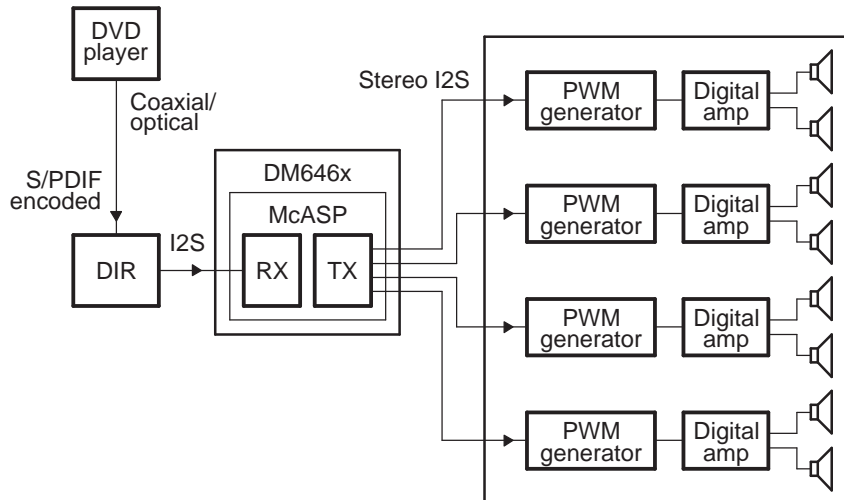 DVD
player
Coaxial/
optical
S/PDIF
encoded
DIR
I2S
DM646x
McASP
RX
TX
Stereo I2S
PWM
generator
Digital
amp
PWM
generator
Digital
amp
PWM
generator
Digital
amp
PWM
generator
Digital
amp